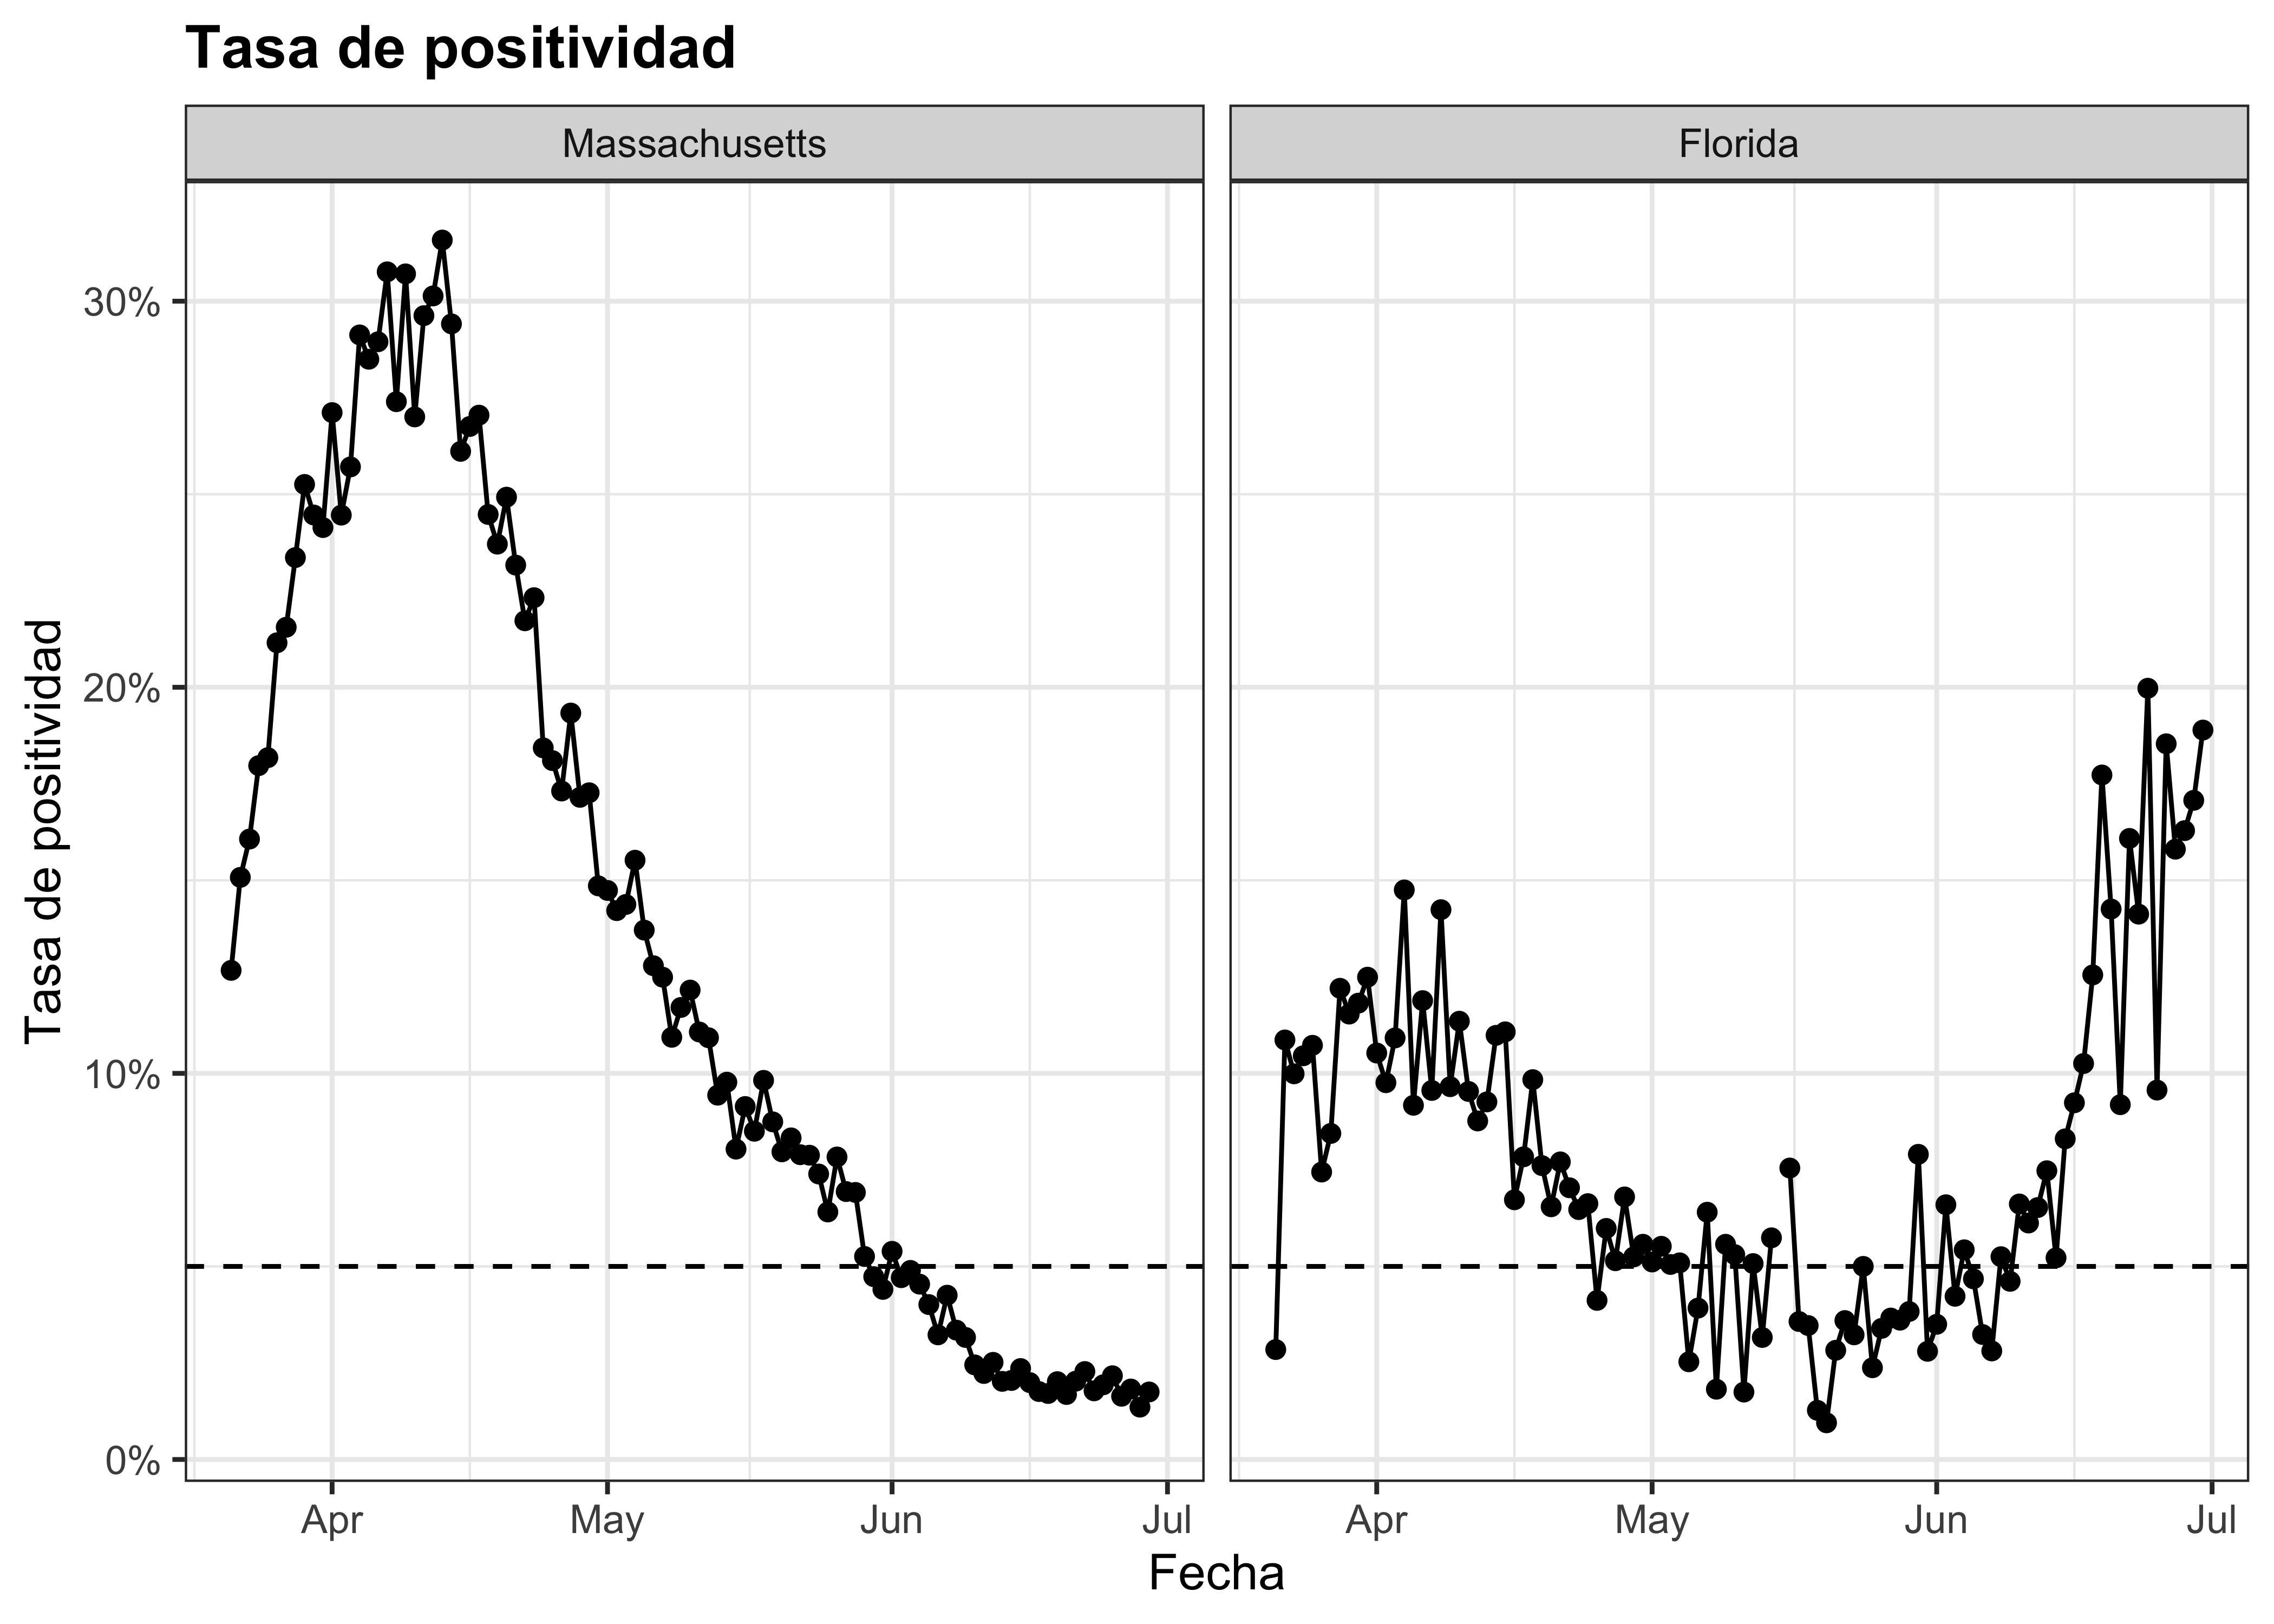 Tasa de positividad
Massachusetts
Florida
Tasa de positividad
30%
20%
10%
0%
Apr
May
Jun
Jul
Apr
May
Jun
Jul
Fecha